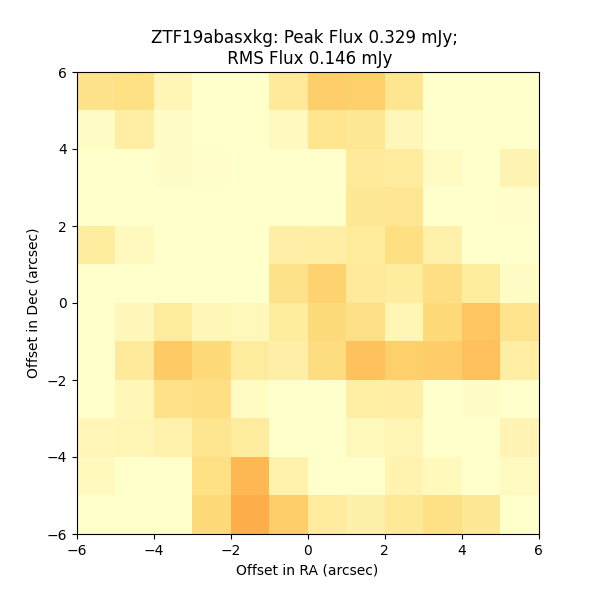 ZTF19abasxkg: Peak Flux 0.329 mJy;
RMS Flux 0.146 mJy
6
4
2
0
−2
−4
−6
Offset in Dec (arcsec)
−6 −4 −2 0 2 4 6
Offset in RA (arcsec)